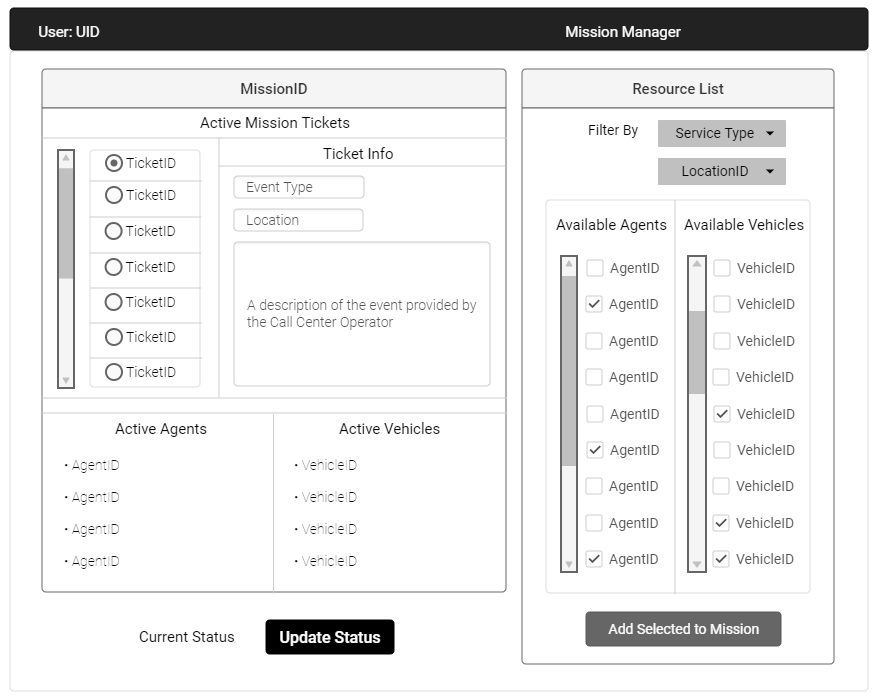 User: UID
Mission Manager
MissionID
Active Mission Tickets
TicketID
TicketID
TicketID
TicketID
TicketID
TicketID
TicketID
Ticket Info
Event Type
Location
A description of the event provided by
the Call Center Operator
Active Agents
• AgentID
• AgentID
• AgentID
• AgentID
Active Vehicles
• VehicleID
• VehicleID
• VehicleID
• VehicleID
Current Status
Update Status
Resource List
Filter By
Service Type
LocationID
Available Agents
AgentID
AgentID
AgentID
AgentID
AgentID
AgentID
AgentID
AgentID
AgentID
Available Vehicles
VehicleID
VehicleID
VehicleID
VehicleID
VehicleID
VehicleID
VehicleID
VehicleID
VehicleID
Add Selected to Mission